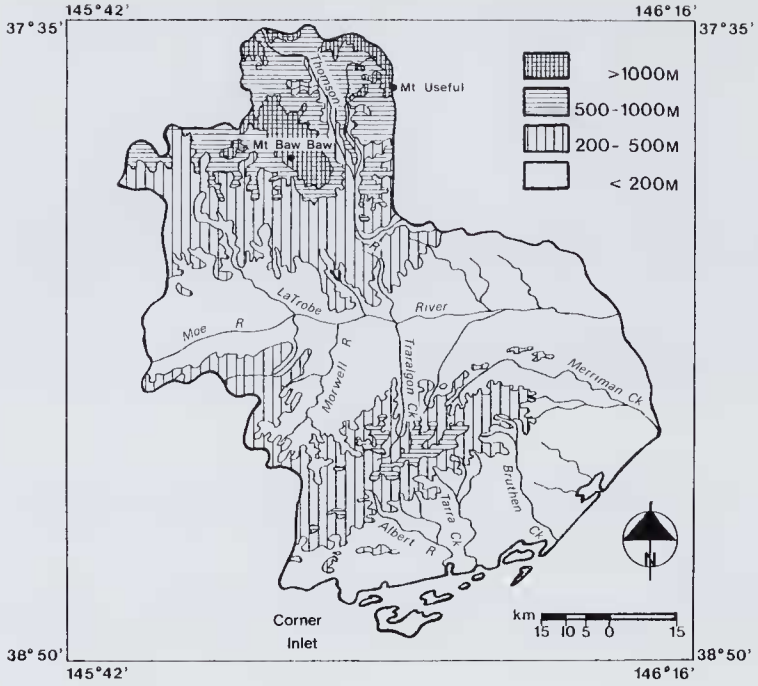 145°42'
146°16'
37°35'
37°35'
>1000M
500-1000M
200-500M
< 200M
Thomson
Mt Useful
Mt Baw Baw
R
LaTrobe
River
Moe R
Morwell R
Traralgon Ck
Merriman Ck
Bruthen Ck
Tarra Ck
Albert R
N
Corner
Inlet
km
15 10 5 0 15
38°50'
38°50'
145°42'
146°16'